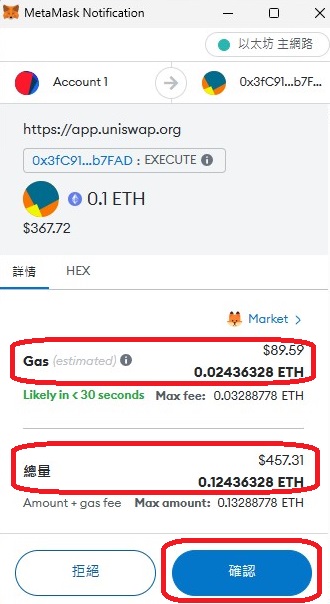 MetaMask Notification
以太坊 主網路
Account 1
0x3fC91...b7F...
https://app.uniswap.org
0x3fC91...b7FAD : EXECUTE
0.1 ETH
$367.72
詳情 HEX
Market >
$89.59
Gas (estimated)
0.02436328 ETH
Likely in < 30 seconds Max fee: 0.03288778 ETH
$457.31
總量
0.12436328 ETH
Amount + gas fee Max amount: 0.13288778 ETH
拒絕 確認